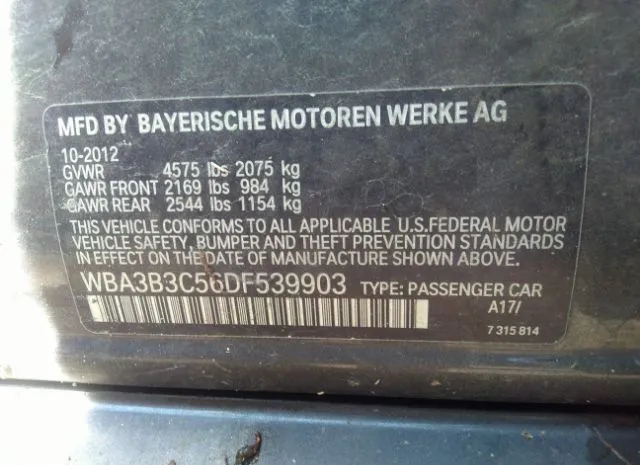 MFD BY BAYERISCHE MOTOREN WERKE AG
10-2012
GVWR 4575 lbs 2075 kg
GAWR FRONT 2169 lbs 984 kg
GAWR REAR 2544 lbs 1154 kg
THIS VEHICLE CONFORMS TO ALL APPLICABLE U.S.FEDERAL MOTOR
VEHICLE SAFETY, BUMPER AND THEFT PREVENTION STANDARDS
IN EFFECT ON THE DATE OF MANUFACTURE SHOWN ABOVE.
WBA3B3C56DF539903 TYPE: PASSENGER CAR
A17/
7 315 814